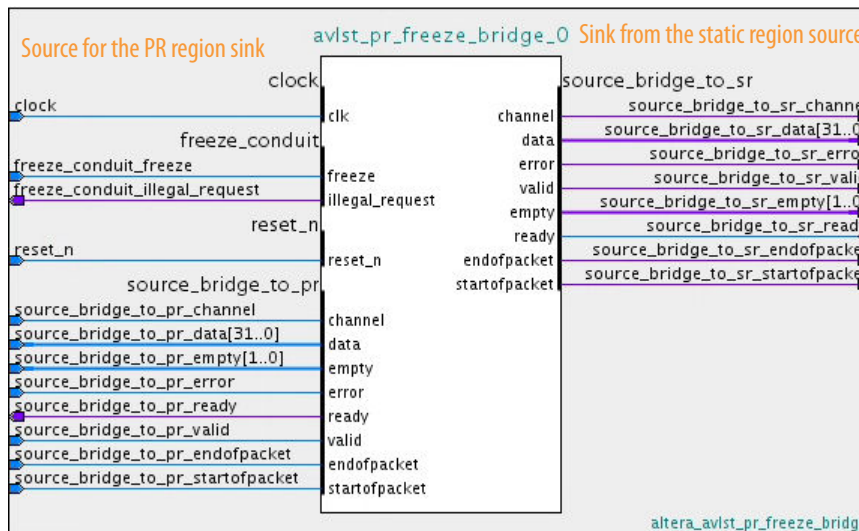 Source for the PR region sink
avlst_pr_freeze_bridge_0
Sink from the static region source
clock
clock
clk
freeze_conduit
freeze_conduit_freeze
freeze
freeze_conduit_illegal_request
illegal_request
reset_n
reset_n
reset_n
source_bridge_to_pr
source_bridge_to_pr_channel
channel
source_bridge_to_pr_data[31..0]
data
source_bridge_to_pr_empty[1..0]
empty
source_bridge_to_pr_error
error
source_bridge_to_pr_ready
ready
source_bridge_to_pr_valid
valid
source_bridge_to_pr_endofpacket
endofpacket
source_bridge_to_pr_startofpacket
startofpacket
source_bridge_to_sr
channel
source_bridge_to_sr_channe
data
source_bridge_to_sr_data[31..0
error
source_bridge_to_sr_erro
valid
source_bridge_to_sr_vali
empty
source_bridge_to_sr_empty[1..0
ready
source_bridge_to_sr_read
endofpacket
source_bridge_to_sr_endofpacke
startofpacket
source_bridge_to_sr_startofpacke
altera_avlst_pr_freeze_bridg